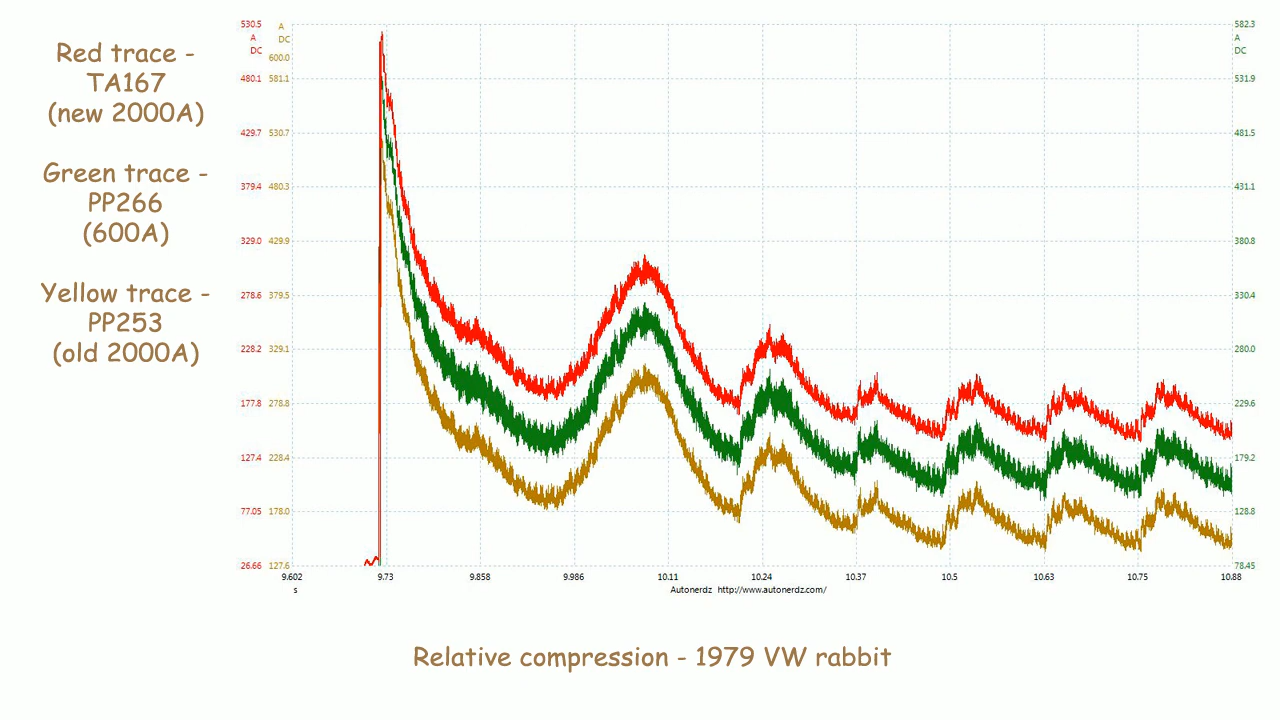 Red trace -
TA167
(new 2000A)
Green trace -
PP266
(600A)
Yellow trace -
PP253
(old 2000A)
530.5 A 582.3
A DC A
DC 600.0 DC
480.1 581.1 531.9
429.7 530.7 481.5
379.4 480.3 431.1
329.0 429.9 380.8
278.6 379.5 330.4
228.2 329.1 280.0
177.8 278.8 229.6
127.4 228.4 179.2
77.05 178.0 128.8
26.66 127.6 78.45
9.602 9.73 9.858 9.986 10.11 10.24 10.37 10.5 10.63 10.75 10.88
s Autonerdz http://www.autonerdz.com/
Relative compression - 1979 VW rabbit